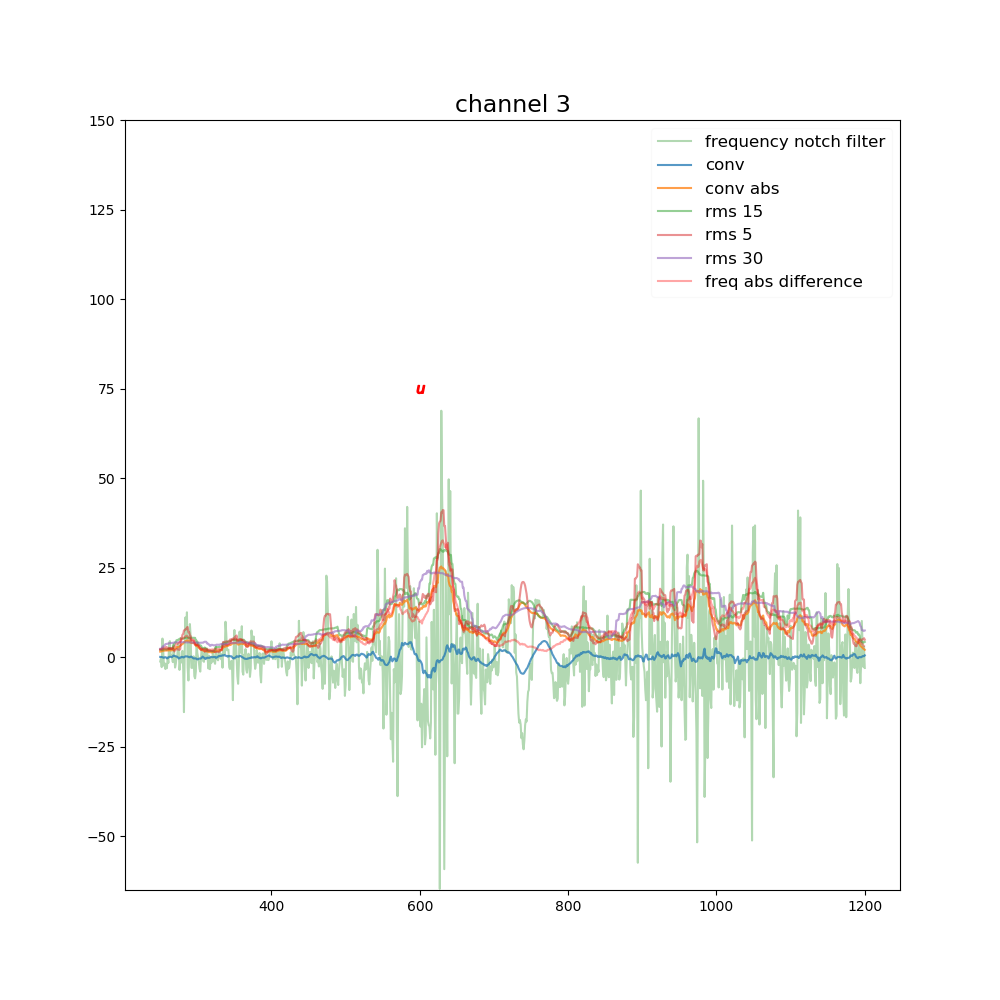 channel 3
150
125
100
75
50
25
0
−25
−50
frequency notch filter
conv
conv abs
rms 15
rms 5
rms 30
freq abs difference
u
400 600 800 1000 1200